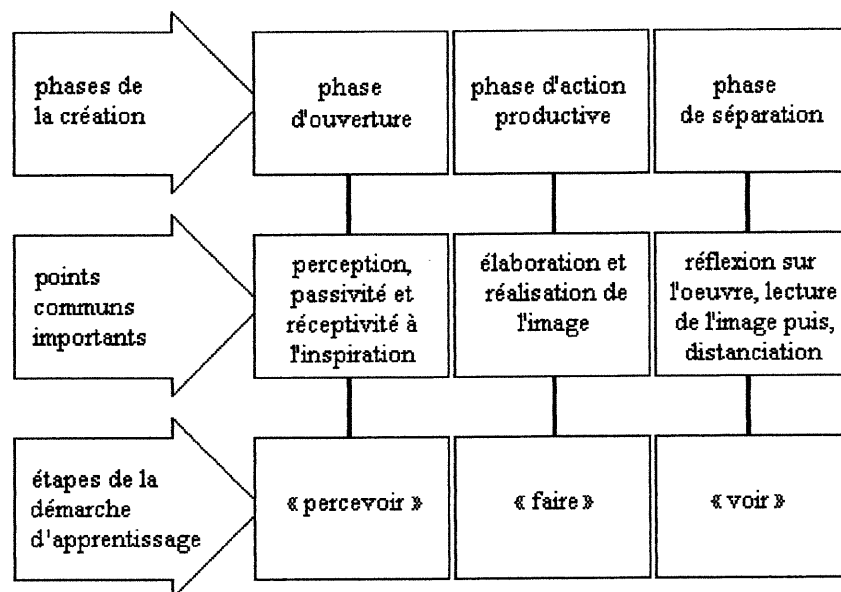 phases de
la création
phase
d'ouverture
phase d'action
productive
phase
de séparation
points
communs
importants
perception,
passivité et
réceptivité à
l'inspiration
élaboration et
réalisation de
l'image
réflexion sur
l'oeuvre, lecture
de l'image puis,
distanciation
étapes de la
démarche
d'apprentissage
« percevoir »
« faire »
« voir »